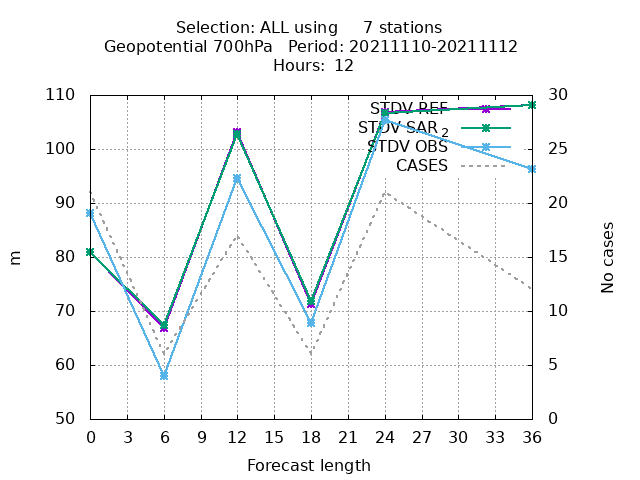 Selection: ALL using 7 stations
Geopotential 700hPa Period: 20211110-20211112
Hours: 12
110
100
90
80
70
60
50
30
25
20
15
10
5
0
m
No cases
STDV REF
STDV SAR 2
STDV OBS
CASES
0 3 6 9 12 15 18 21 24 27 30 33 36
Forecast length